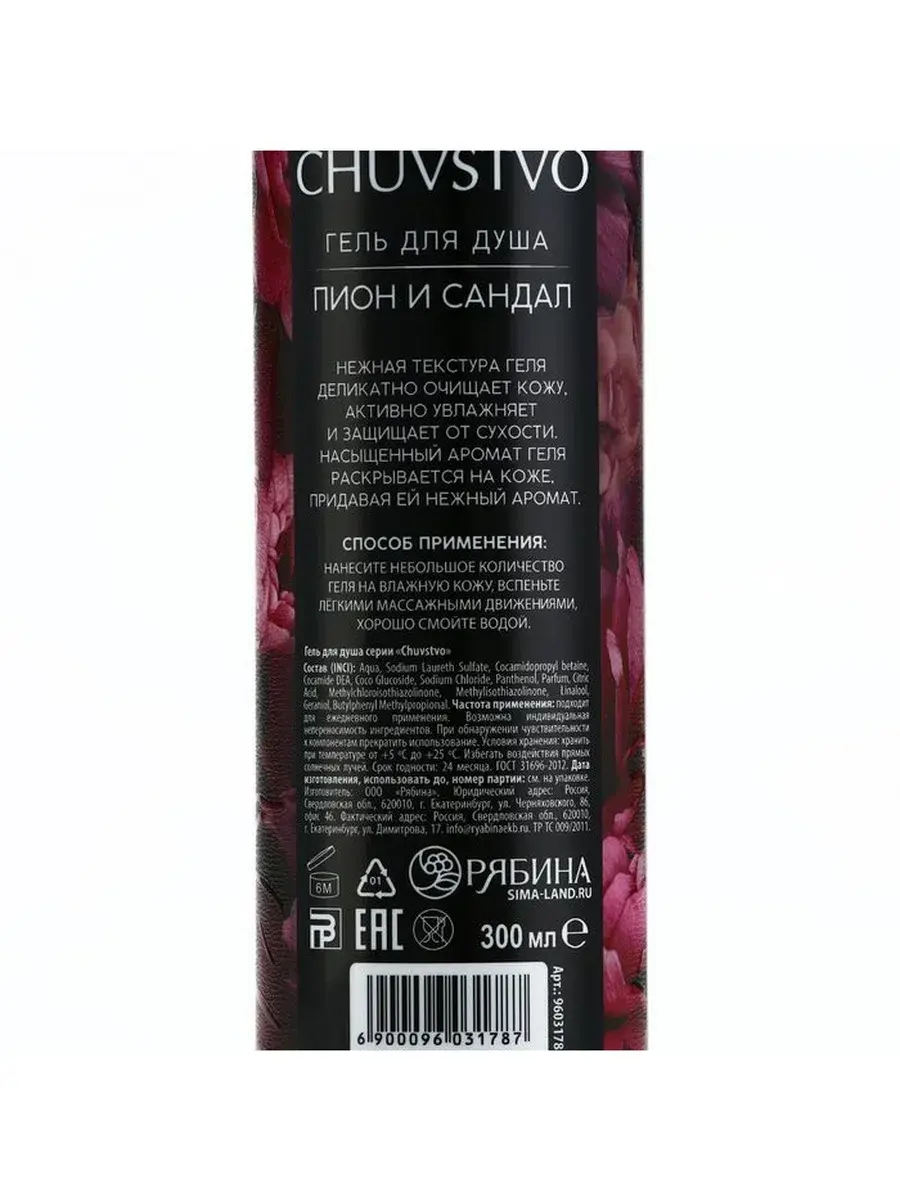 CHUVSTVO
ГЕЛЬ ДЛЯ ДУША
ПИОН И САНДАЛ
НЕЖНАЯ ТЕКСТУРА ГЕЛЯ
ДЕЛИКАТНО ОЧИЩАЕТ КОЖУ,
АКТИВНО УВЛАЖНЯЕТ
И ЗАЩИЩАЕТ ОТ СУХОСТИ.
НАСЫЩЕННЫЙ АРОМАТ ГЕЛЯ
РАСКРЫВАЕТСЯ НА КОЖЕ,
ПРИДАВАЯ ЕЙ НЕЖНЫЙ АРОМАТ.
СПОСОБ ПРИМЕНЕНИЯ:
НАНЕСИТЕ НЕБОЛЬШОЕ КОЛИЧЕСТВО
ГЕЛЯ НА ВЛАЖНУЮ КОЖУ, ВСПЕНЬТЕ
ЛЁГКИМИ МАССАЖНЫМИ ДВИЖЕНИЯМИ,
ХОРОШО СМОЙТЕ ВОДОЙ.
Гель для душа серии «Chuvstvo»
Состав (INCI): Aqua, Sodium Laureth Sulfate, Cocamidopropyl betaine,
Cocamide DEA, Coco Glucoside, Sodium Chloride, Panthenol, Parfum, Citric
Acid, Methylchloroisothiazolinone, Methylisothiazolinone, Linalool,
Geraniol, Butylphenyl Methylpropional. Частота применения: подходит
для ежедневного применения. Возможна индивидуальная
непереносимость ингредиентов. При обнаружении чувствительности
к компонентам прекратить использование. Условия хранения: хранить
при температуре от +5 °С до +25 °С. Избегать воздействия прямых
солнечных лучей. Срок годности: 24 месяца. ГОСТ 31696-2012. Дата
изготовления, использовать до, номер партии: см. на упаковке.
Изготовитель: ООО «Рябина», Юридический адрес: Россия,
Свердловская обл., 620010, г. Екатеринбург, ул. Черняховского, 86,
офис 46. Фактический адрес: Россия, Свердловская обл., 620010,
г. Екатеринбург, ул. Димитрова, 17. info@ryabinaekb.ru. ТР ТС 009/2011.
6М
01
РЯБИНА
SIMA-LAND.RU
EAC
300 мл e
6 900096 031787
Арт.: 9603178